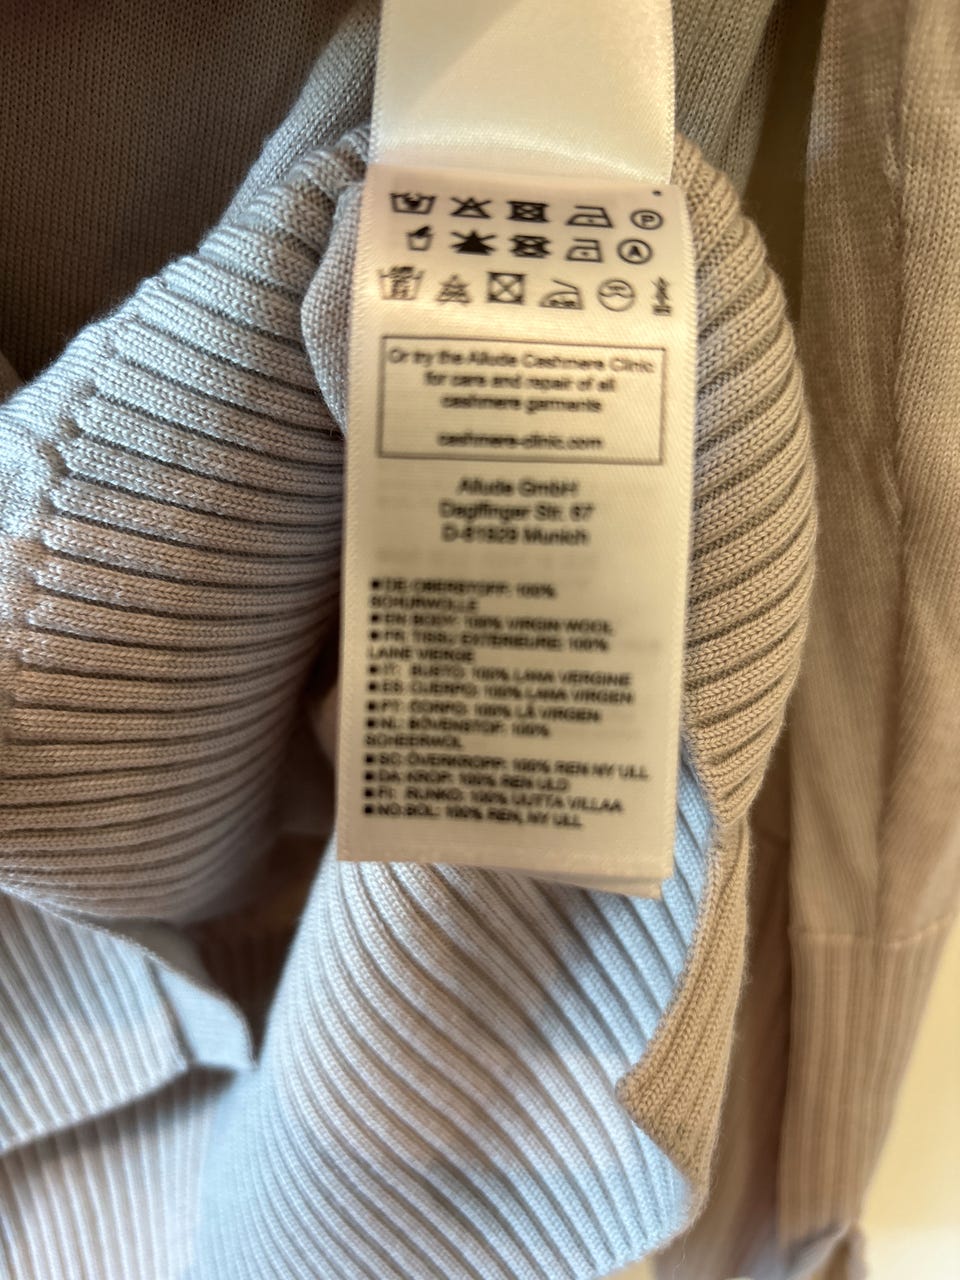 P
A
Or try the Allude Cashmere Clinic
for care and repair of all
cashmere garments
cashmere-clinic.com
Allude GmbH
Daglfinger Str. 67
D-81929 Munich
■ DE OBERSTOFF: 100%
SCHURWOLLE
■ EN BODY: 100% VIRGIN WOOL
■ FR: TISSU EXTERIEURE: 100%
LAINE VIERGE
■ IT: BUSTO: 100% LANA VERGINE
■ ES: CUERPO: 100% LANA VIRGEN
■ PT: CORPO: 100% LÃ VIRGEN
■ NL: BOVENSTOF: 100%
SCHEERWOL
■ SC: ÖVERKROPP: 100% REN NY ULL
■ DA KROP: 100% REN ULD
■ FI: RUNKO: 100% UUTTA VILLAA
■ NO:BOL: 100% REN, NY ULL